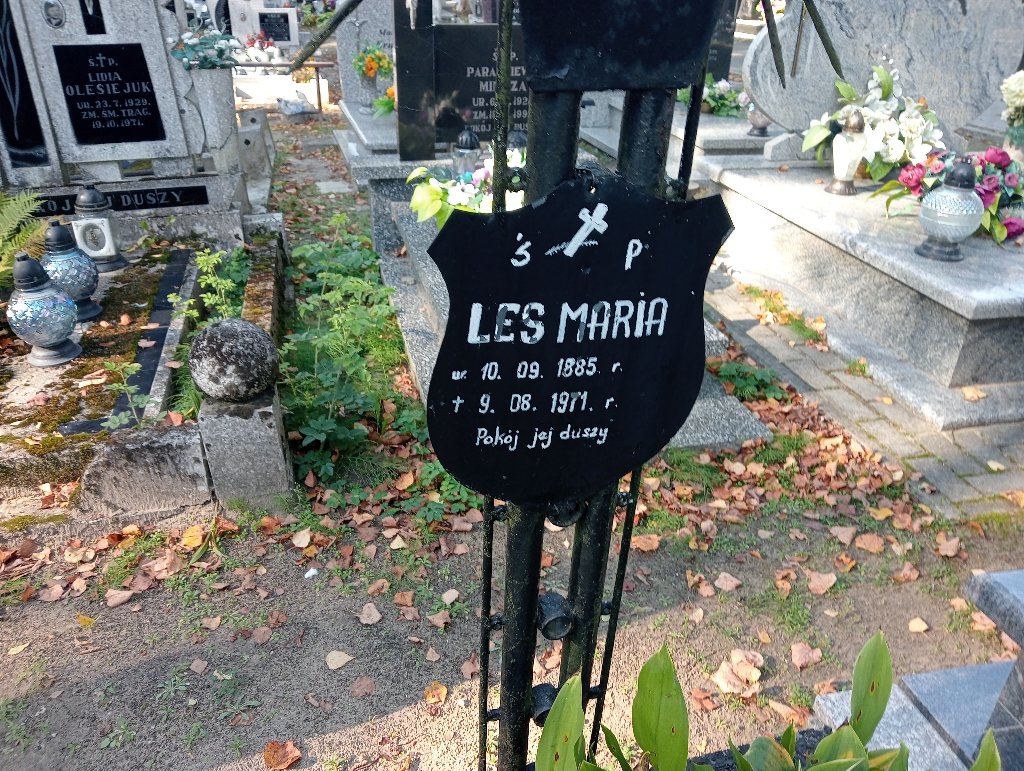 Ś P
LES MARIA
ur. 10. 09. 1885. r.
† 9. 08. 1971. r.
Pokój jej duszy
Ś✝P.
LIDIA
OLESIEJUK
UR. 23.7.1929.
ZM. ŚM. TRAG.
19.10.1971.
DUSZY
Ś✝P.